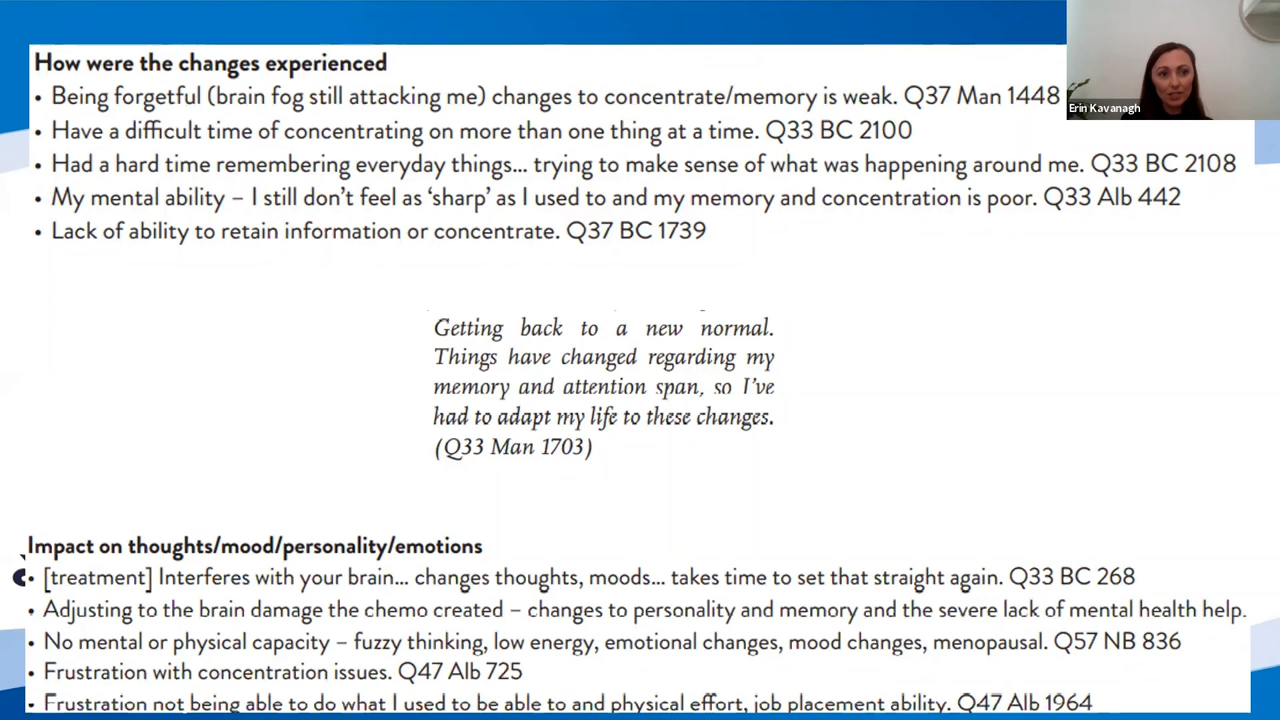 How were the changes experienced
• Being forgetful (brain fog still attacking me) changes to concentrate/memory is weak. Q37 Man 1448
Erin Kavanagh
• Have a difficult time of concentrating on more than one thing at a time. Q33 BC 2100
• Had a hard time remembering everyday things... trying to make sense of what was happening around me. Q33 BC 2108
• My mental ability – I still don't feel as 'sharp' as I used to and my memory and concentration is poor. Q33 Alb 442
• Lack of ability to retain information or concentrate. Q37 BC 1739
Getting back to a new normal.
Things have changed regarding my
memory and attention span, so I've
had to adapt my life to these changes.
(Q33 Man 1703)
Impact on thoughts/mood/personality/emotions
• [treatment] Interferes with your brain... changes thoughts, moods... takes time to set that straight again. Q33 BC 268
• Adjusting to the brain damage the chemo created – changes to personality and memory and the severe lack of mental health help.
• No mental or physical capacity – fuzzy thinking, low energy, emotional changes, mood changes, menopausal. Q57 NB 836
• Frustration with concentration issues. Q47 Alb 725
• Frustration not being able to do what I used to be able to and physical effort, job placement ability. Q47 Alb 1964